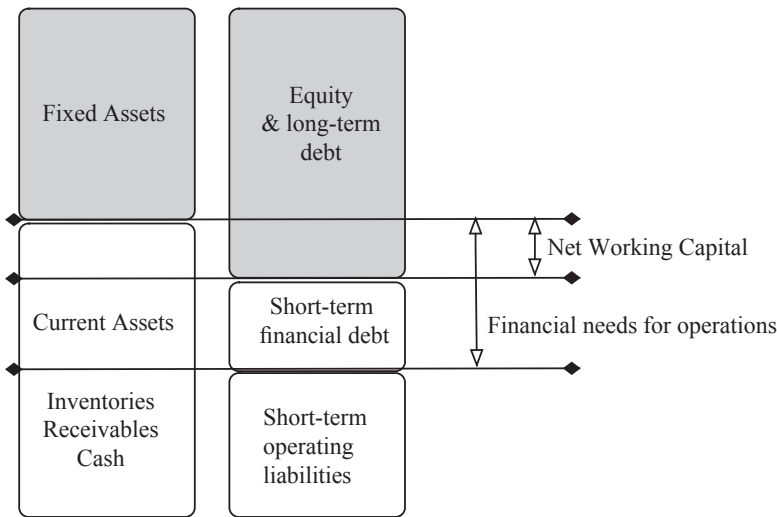 Fixed Assets
Equity
& long-term
debt
Net Working Capital
Current Assets
Short-term
financial debt
Financial needs for operations
Inventories
Receivables
Cash
Short-term
operating
liabilities